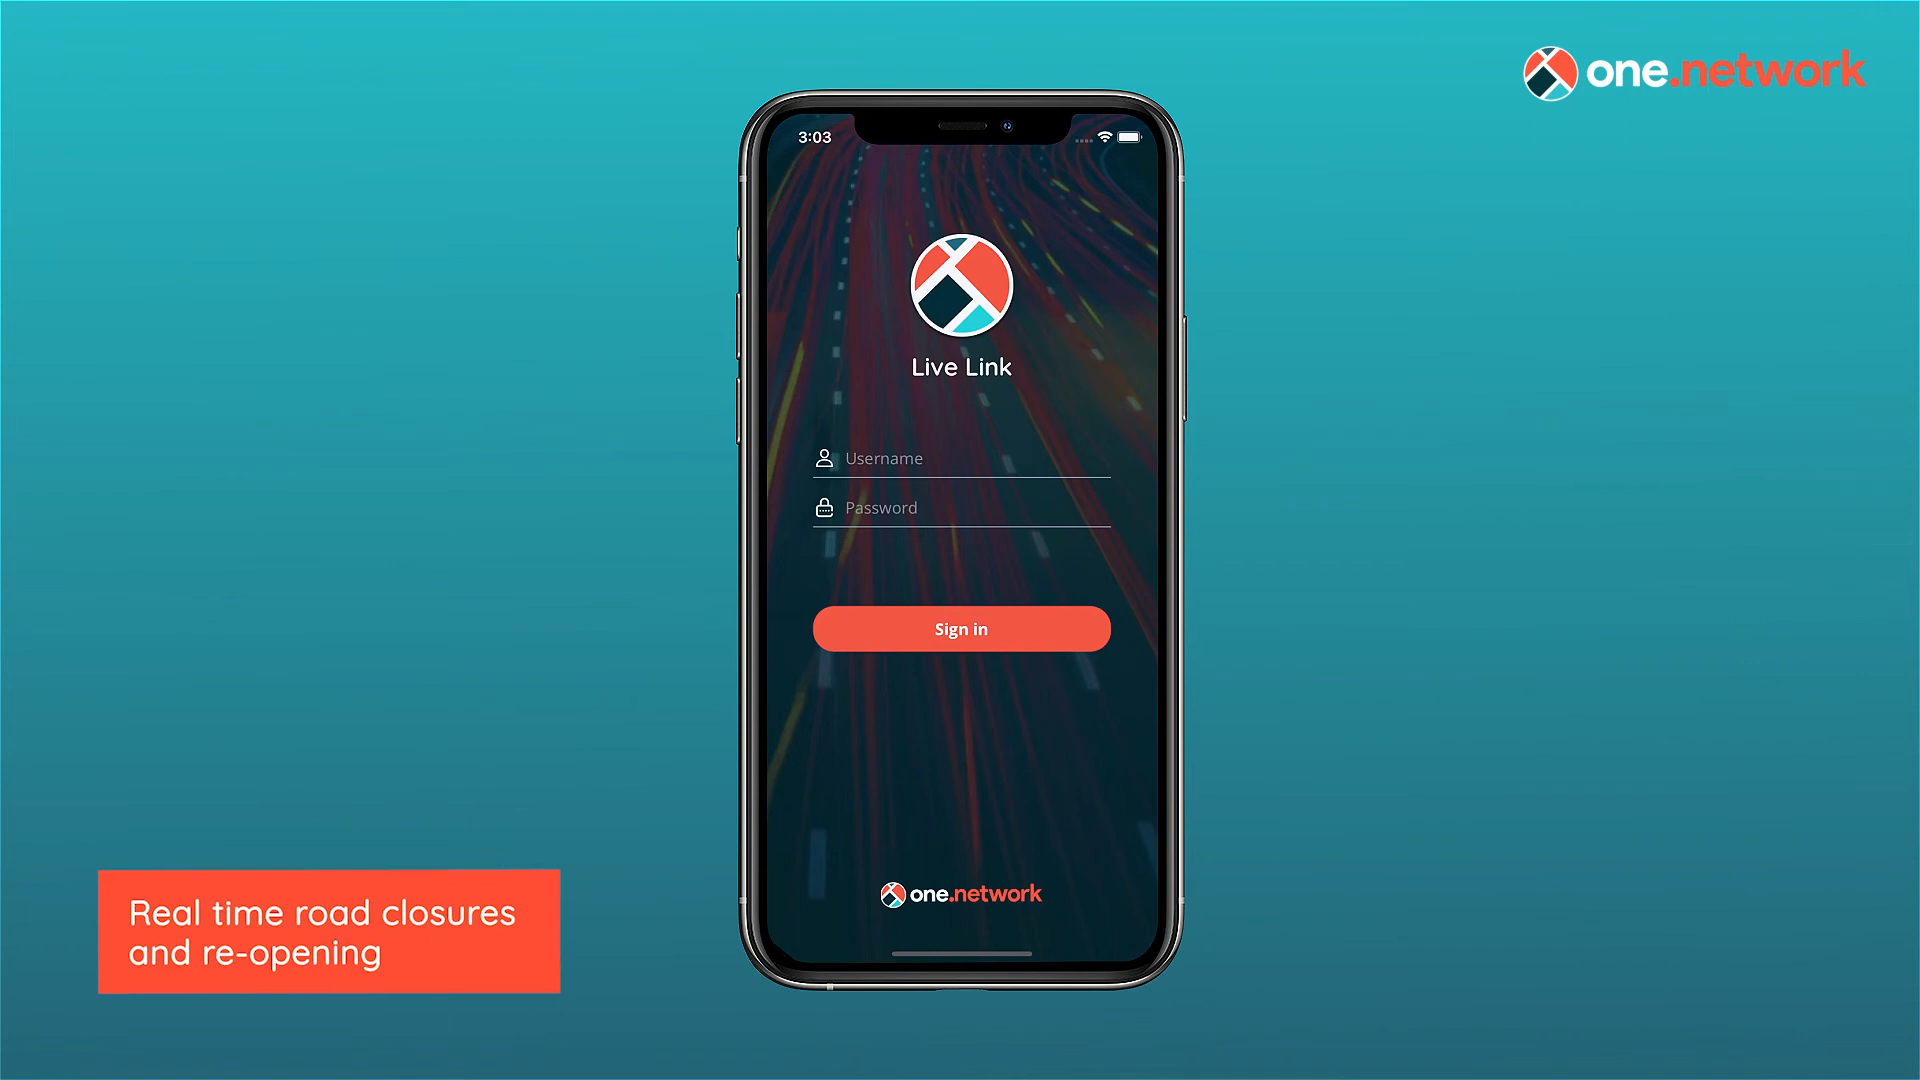 one.network
3:03
Live Link
Username
Password
Sign in
one.network
Real time road closures
and re-opening